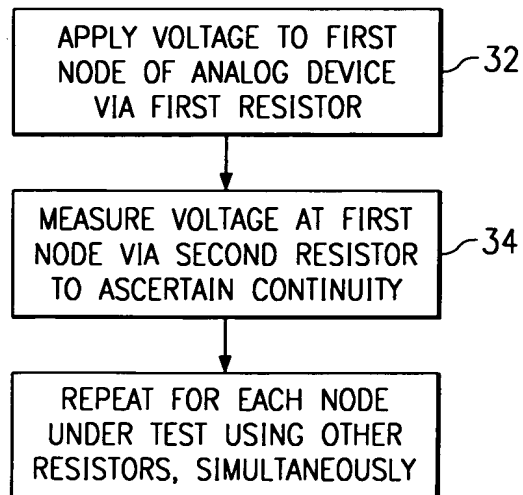 APPLY VOLTAGE TO FIRST
NODE OF ANALOG DEVICE
VIA FIRST RESISTOR
32
MEASURE VOLTAGE AT FIRST
NODE VIA SECOND RESISTOR
TO ASCERTAIN CONTINUITY
34
REPEAT FOR EACH NODE
UNDER TEST USING OTHER
RESISTORS, SIMULTANEOUSLY